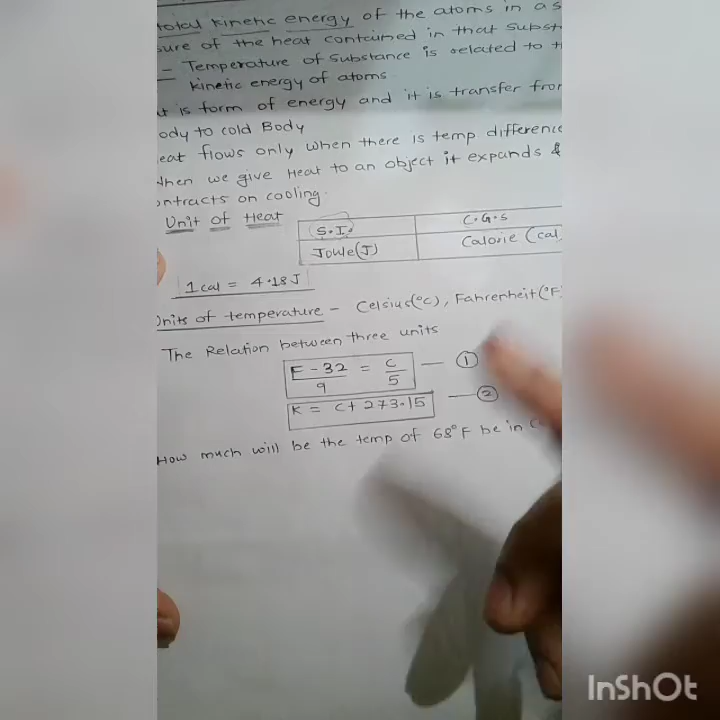 total kinetic energy of the atoms in a s
sure of the heat contained in that subst
= Temperature of Substance is related to t
kinetic energy of atoms
t is form of energy and it is transfer from
ody to cold Body
eat flows only when there is temp difference
when we give Heat to an object it expands &
ontracts on cooling.
Unit of Heat
S.I. C.G.S
Joule(J) Calorie (cal
1 cal = 4.18 J
Units of temperature - Celsius(°C), Fahrenheit(°F)
The Relation between three units
F - 32 / 9 = C / 5 — 1
K = C + 273.15 — 2
How much will be the temp of 68°F be in
InShOt